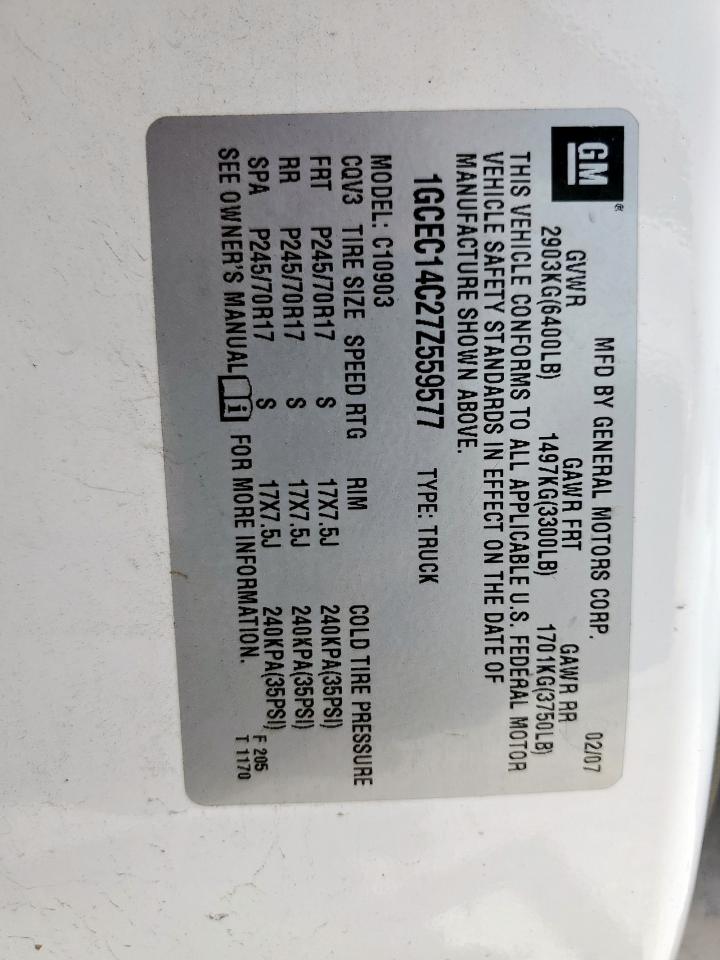 GM®
MFD BY GENERAL MOTORS CORP. 02/07
GVWR GAWR FRT GAWR RR
2903KG(6400LB) 1497KG(3300LB) 1701KG(3750LB)
THIS VEHICLE CONFORMS TO ALL APPLICABLE U.S. FEDERAL MOTOR
VEHICLE SAFETY STANDARDS IN EFFECT ON THE DATE OF
MANUFACTURE SHOWN ABOVE.
1GCEC14C27Z559577 TYPE: TRUCK
MODEL: C10903
CQV3 TIRE SIZE SPEED RTG RIM COLD TIRE PRESSURE
FRT P245/70R17 S 17X7.5J 240KPA(35PSI)
RR P245/70R17 S 17X7.5J 240KPA(35PSI)
SPA P245/70R17 S 17X7.5J 240KPA(35PSI)
SEE OWNER'S MANUAL i FOR MORE INFORMATION.
F 205
T 1170